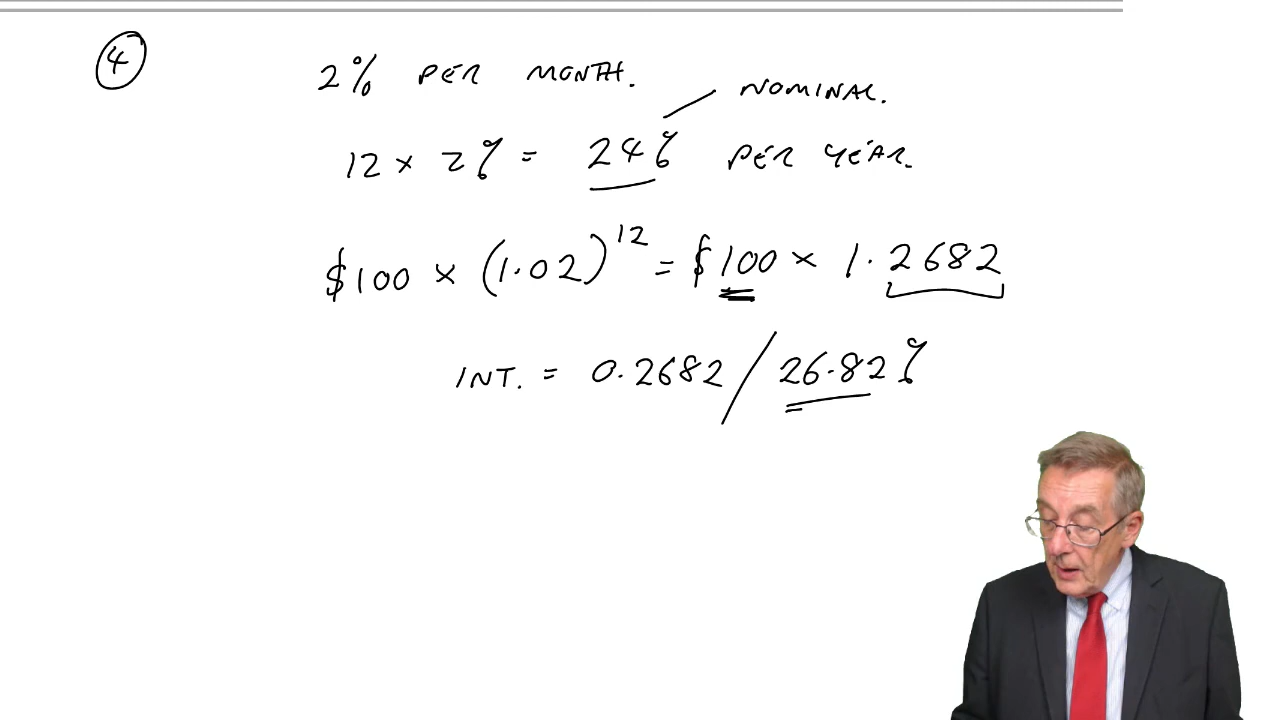 4
2% PER MONTH.
NOMINAL.
12 × 2% = 24% PER YEAR.
$100 × (1.02)^12 = $100 × 1.2682
INT. = 0.2682 / 26.82%